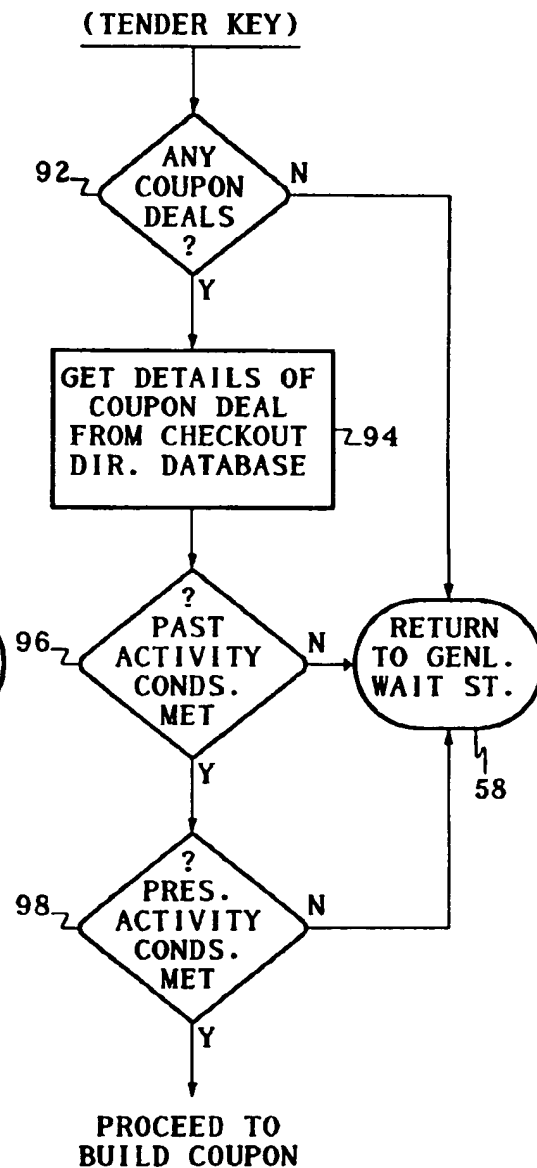 (TENDER KEY)
92
ANY
COUPON
DEALS
?
N
Y
GET DETAILS OF
COUPON DEAL
FROM CHECKOUT
DIR. DATABASE
94
96
?
PAST
ACTIVITY
CONDS.
MET
N
Y
RETURN
TO GENL.
WAIT ST.
58
98
?
PRES.
ACTIVITY
CONDS.
MET
N
Y
PROCEED TO
BUILD COUPON